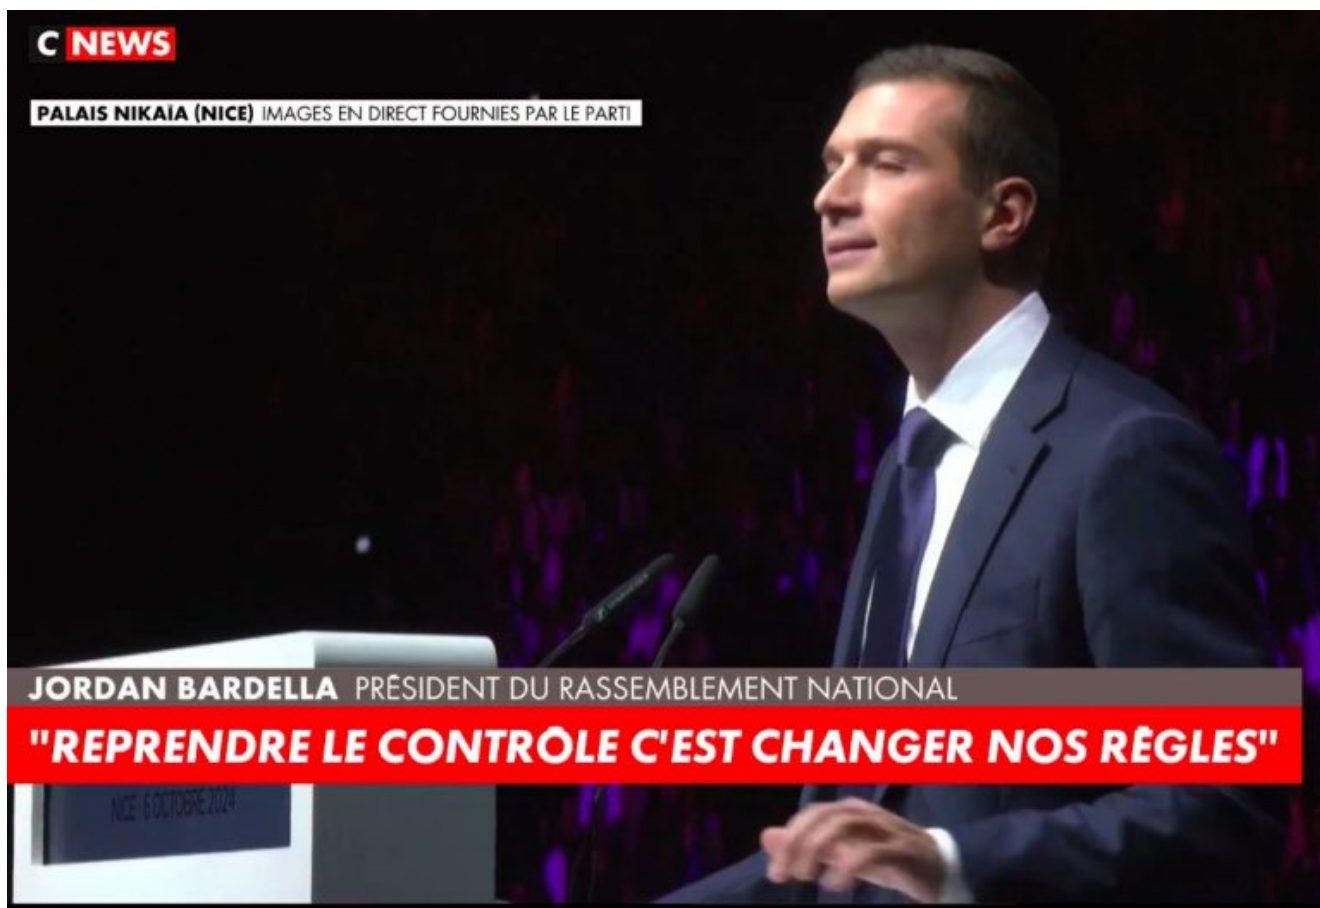 C NEWS
PALAIS NIKAÏA (NICE) IMAGES EN DIRECT FOURNIES PAR LE PARTI
JORDAN BARDELLA PRÉSIDENT DU RASSEMBLEMENT NATIONAL
"REPRENDRE LE CONTRÔLE C'EST CHANGER NOS RÈGLES"
NICE 6 OCTOBRE 2024